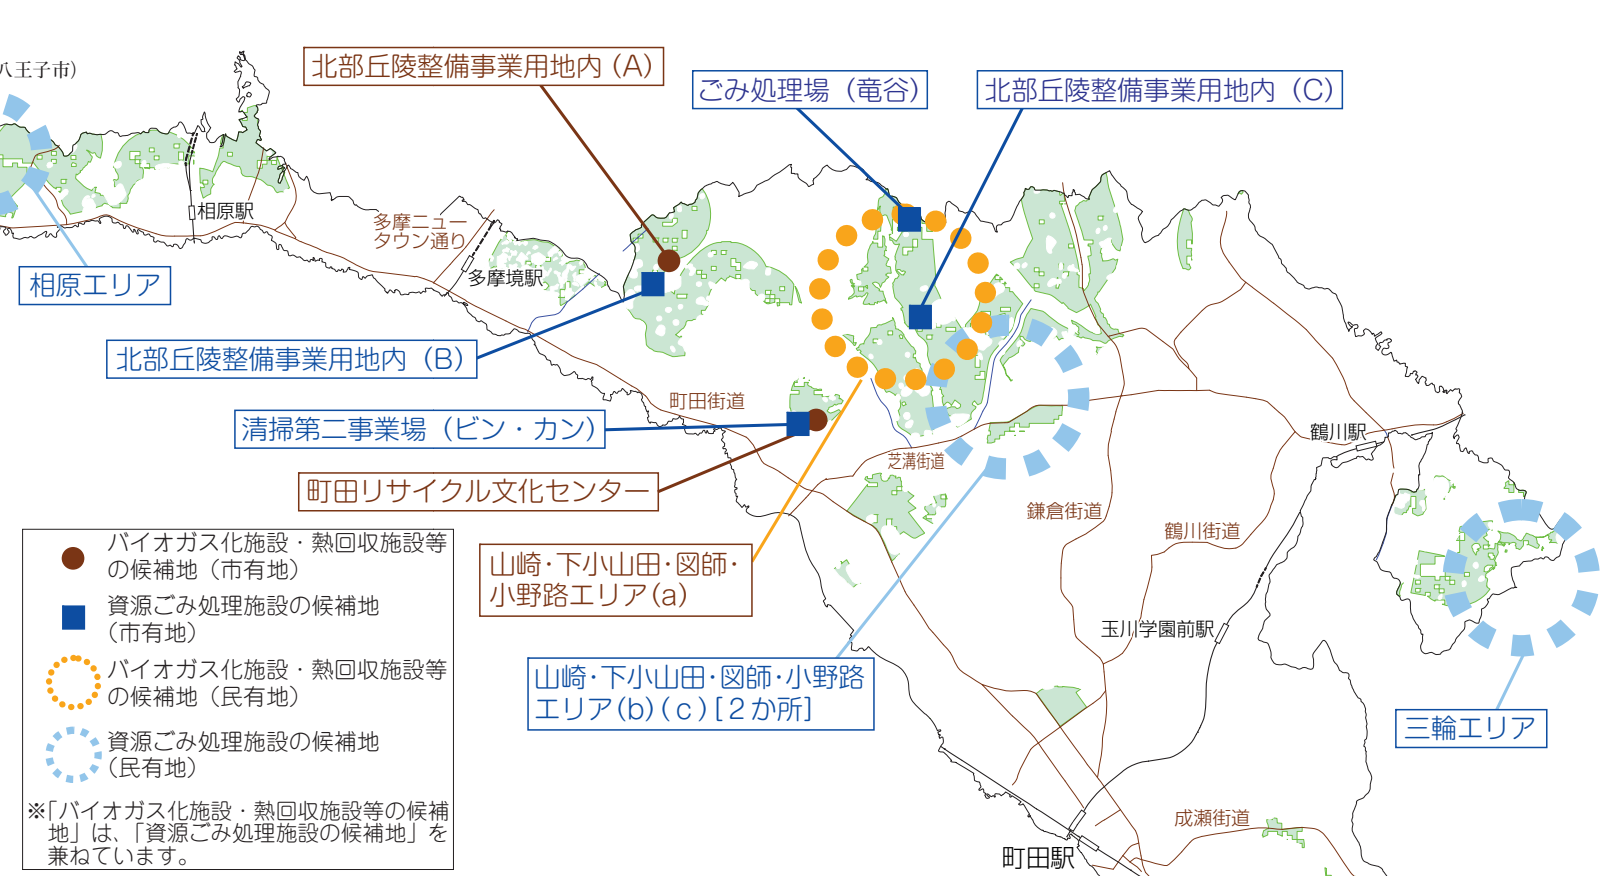 八王子市）
北部丘陵整備事業用地内（A）
ごみ処理場（竜谷）
北部丘陵整備事業用地内（C）
相原駅
多摩ニュー
タウン通り
多摩境駅
相原エリア
北部丘陵整備事業用地内（B）
町田街道
清掃第二事業場（ビン・カン）
芝溝街道
鶴川駅
町田リサイクル文化センター
鎌倉街道
鶴川街道
山崎・下小山田・図師・
小野路エリア(a)
玉川学園前駅
山崎・下小山田・図師・小野路
エリア(b)(c)[２か所]
三輪エリア
バイオガス化施設・熱回収施設等
の候補地（市有地）
資源ごみ処理施設の候補地
（市有地）
バイオガス化施設・熱回収施設等
の候補地（民有地）
資源ごみ処理施設の候補地
（民有地）
※「バイオガス化施設・熱回収施設等の候補
地」は、「資源ごみ処理施設の候補地」を
兼ねています。
成瀬街道
町田駅